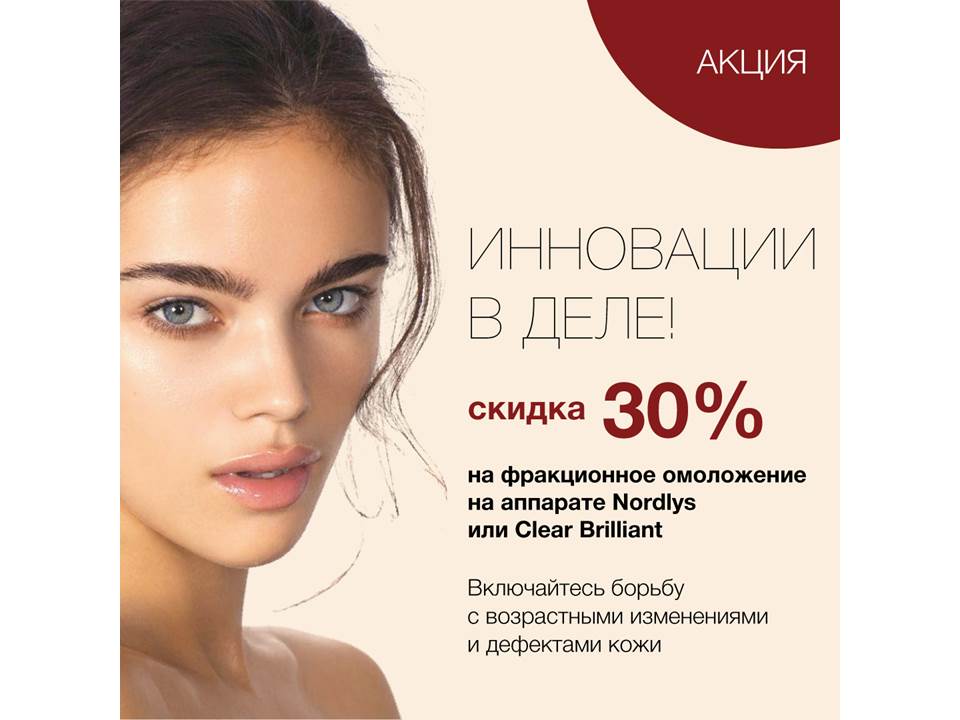 АКЦИЯ
ИННОВАЦИИ
В ДЕЛЕ!
скидка 30%
на фракционное омоложение
на аппарате Nordlys
или Clear Brilliant
Включайтесь борьбу
с возрастными изменениями
и дефектами кожи